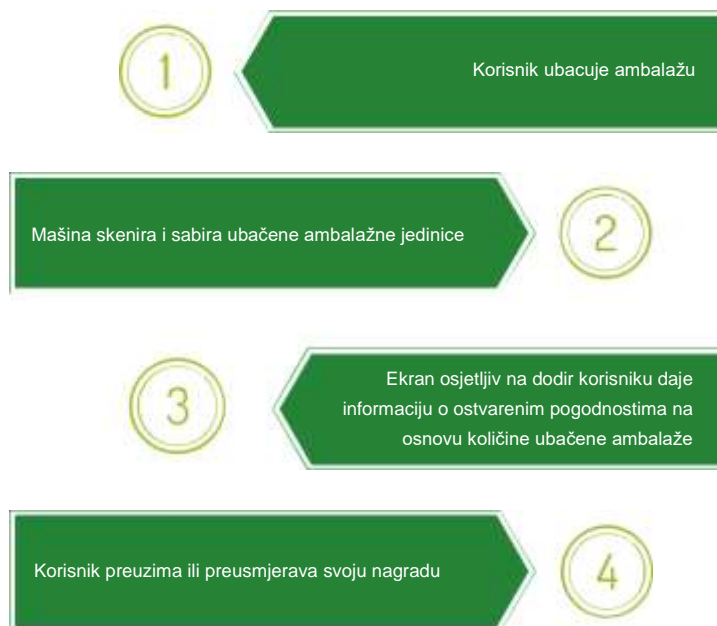 1
Korisnik ubacuje ambalažu
Mašina skenira i sabira ubačene ambalažne jedinice
2
3
Ekran osjetljiv na dodir korisniku daje
informaciju o ostvarenim pogodnostima na
osnovu količine ubačene ambalaže
Korisnik preuzima ili preusmjerava svoju nagradu
4